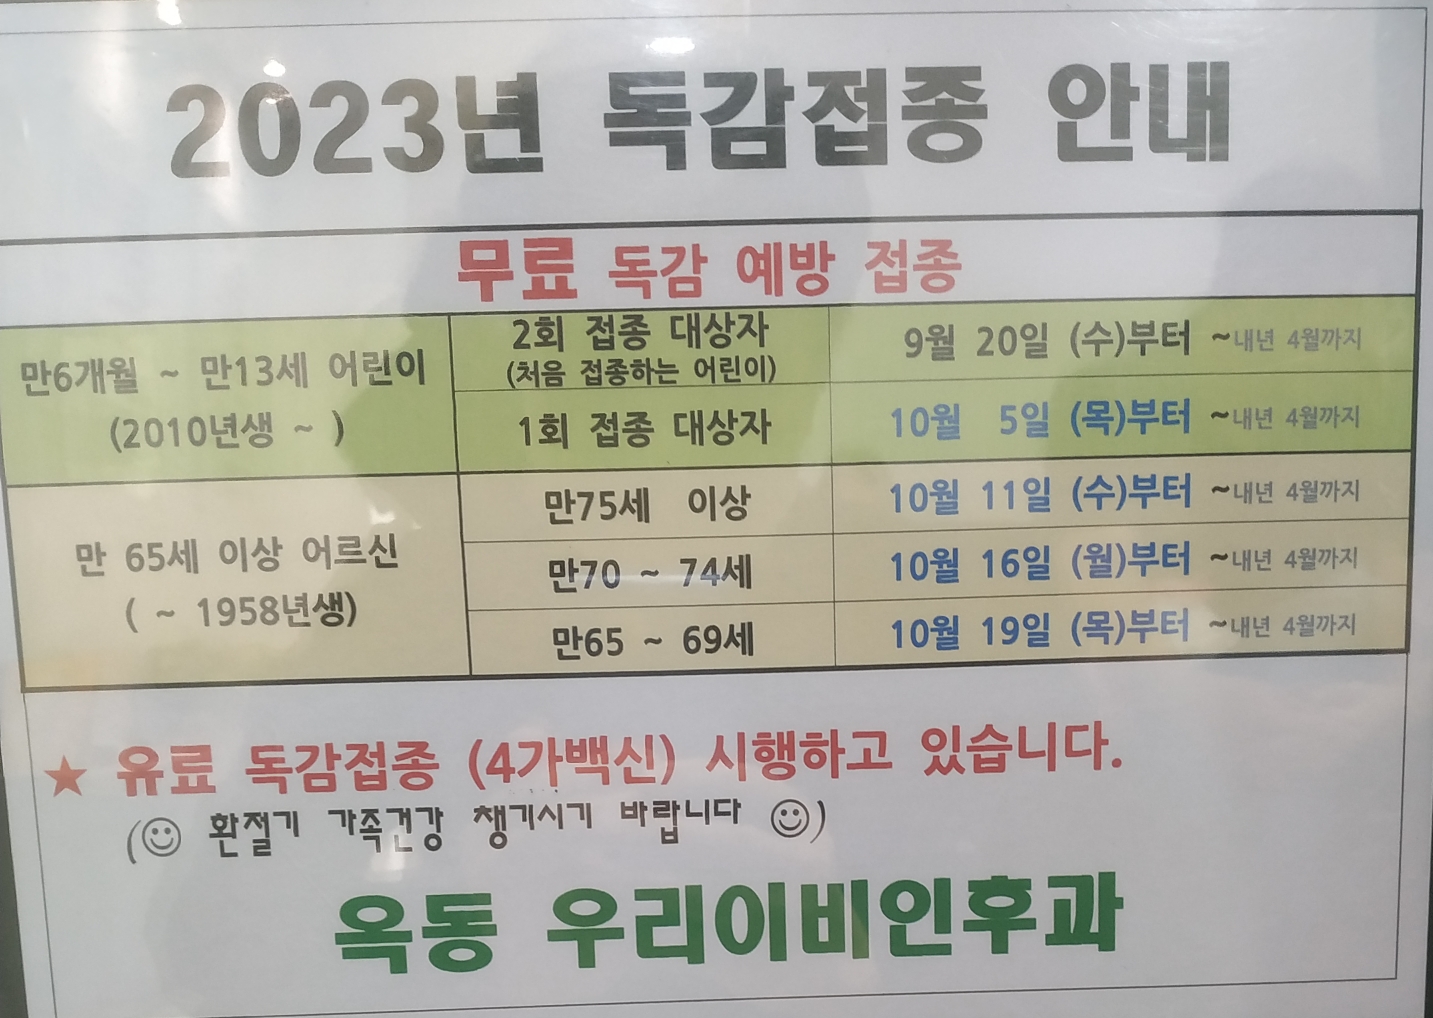 2023년 독감접종 안내
무료 독감 예방 접종
만6개월 ~ 만13세 어린이
(2010년생 ~ )
2회 접종 대상자
(처음 접종하는 어린이)
9월 20일 (수)부터 ~내년 4월까지
1회 접종 대상자
10월 5일 (목)부터 ~내년 4월까지
만 65세 이상 어르신
( ~ 1958년생)
만75세 이상
10월 11일 (수)부터 ~내년 4월까지
만70 ~ 74세
10월 16일 (월)부터 ~내년 4월까지
만65 ~ 69세
10월 19일 (목)부터 ~내년 4월까지
★ 유료 독감접종 (4가백신) 시행하고 있습니다.
(☺ 환절기 가족건강 챙기시기 바랍니다 ☺)
옥동 우리이비인후과